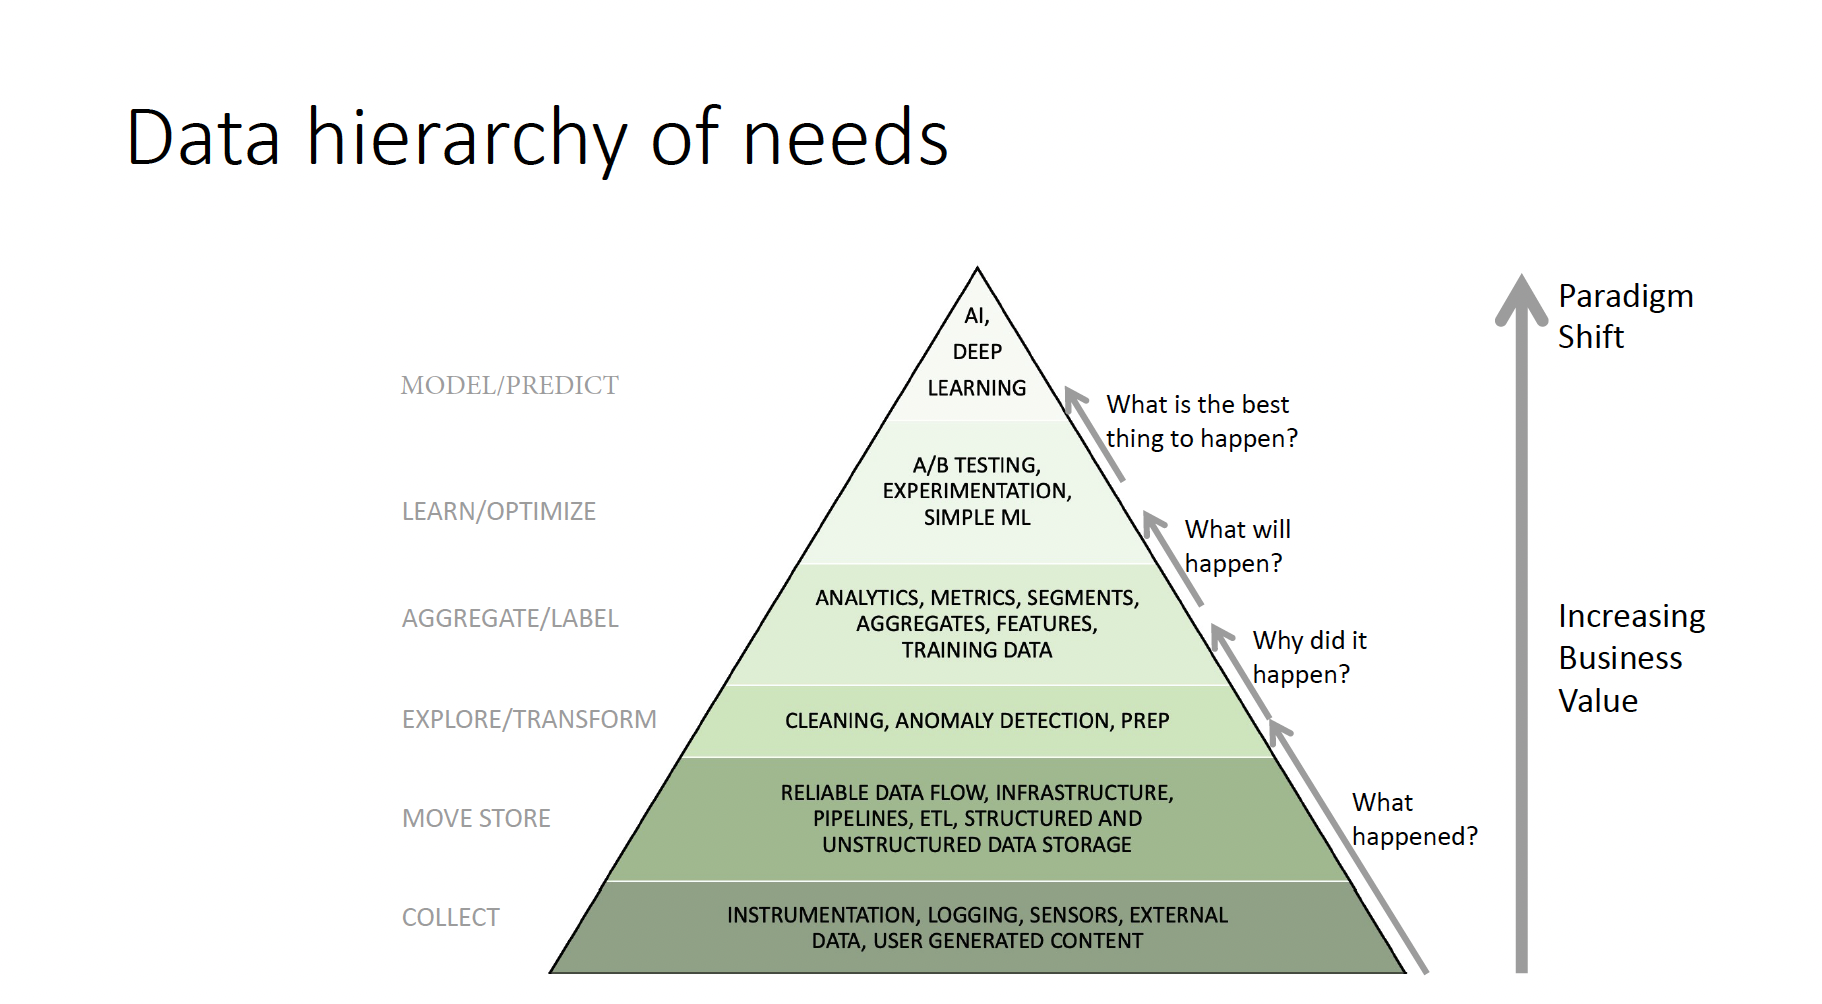 Data hierarchy of needs
AI,
DEEP
LEARNING
MODEL/PREDICT
A/B TESTING,
EXPERIMENTATION,
SIMPLE ML
LEARN/OPTIMIZE
ANALYTICS, METRICS, SEGMENTS,
AGGREGATES, FEATURES,
TRAINING DATA
AGGREGATE/LABEL
CLEANING, ANOMALY DETECTION, PREP
EXPLORE/TRANSFORM
RELIABLE DATA FLOW, INFRASTRUCTURE,
PIPELINES, ETL, STRUCTURED AND
UNSTRUCTURED DATA STORAGE
MOVE STORE
INSTRUMENTATION, LOGGING, SENSORS, EXTERNAL
DATA, USER GENERATED CONTENT
COLLECT
What is the best
thing to happen?
What will
happen?
Why did it
happen?
What
happened?
Paradigm
Shift
Increasing
Business
Value